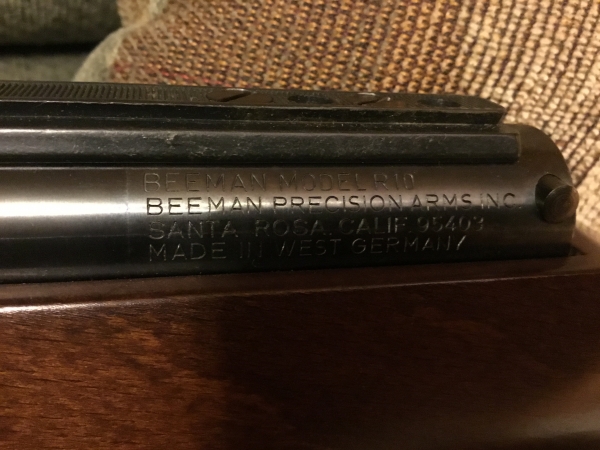 BEEMAN MODEL R10
BEEMAN PRECISION ARMS INC.
SANTA ROSA, CALIF. 95403
MADE IN WEST GERMANY